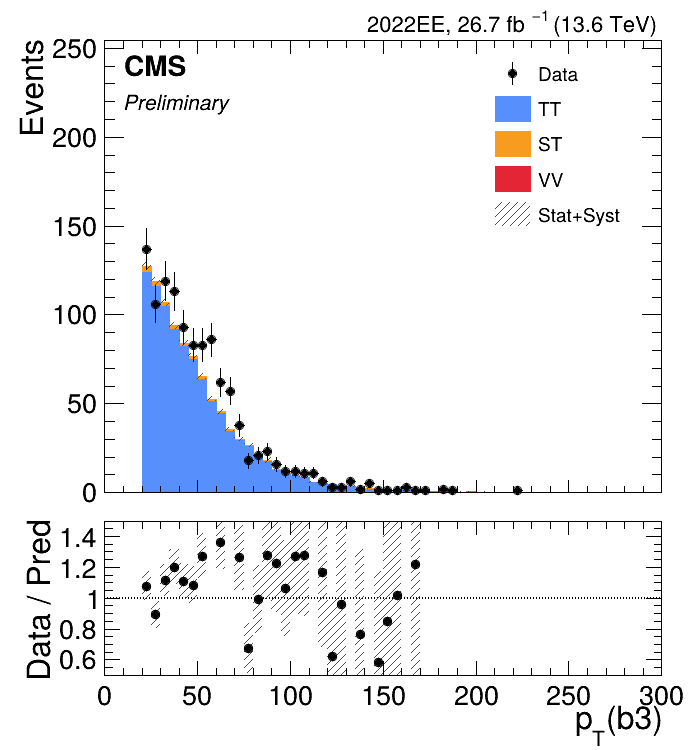 2022EE, 26.7 fb ⁻¹ (13.6 TeV)
Events
250
200
150
100
50
0
CMS
Preliminary
Data
TT
ST
VV
Stat+Syst
Data / Pred
1.4
1.2
1
0.8
0.6
0 50 100 150 200 250 300
p_T(b3)